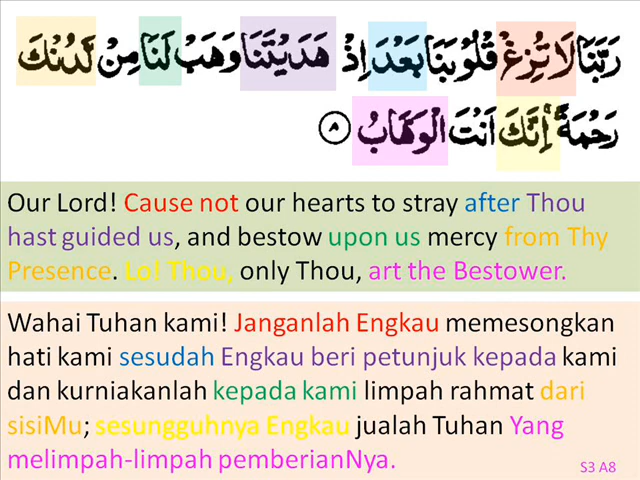 رَبَّنَا لَا تُزِغْ قُلُوبَنَا بَعْدَ إِذْ هَدَيْتَنَا وَهَبْ لَنَا مِنْ لَدُنْكَ
رَحْمَةً ۚ إِنَّكَ اَنْتَ الْوَهَّابُ ٨
Our Lord! Cause not our hearts to stray after Thou
hast guided us, and bestow upon us mercy from Thy
Presence. Lo! Thou, only Thou, art the Bestower.
Wahai Tuhan kami! Janganlah Engkau memesongkan
hati kami sesudah Engkau beri petunjuk kepada kami
dan kurniakanlah kepada kami limpah rahmat dari
sisiMu; sesungguhnya Engkau jualah Tuhan Yang
melimpah-limpah pemberianNya.
S3 A8